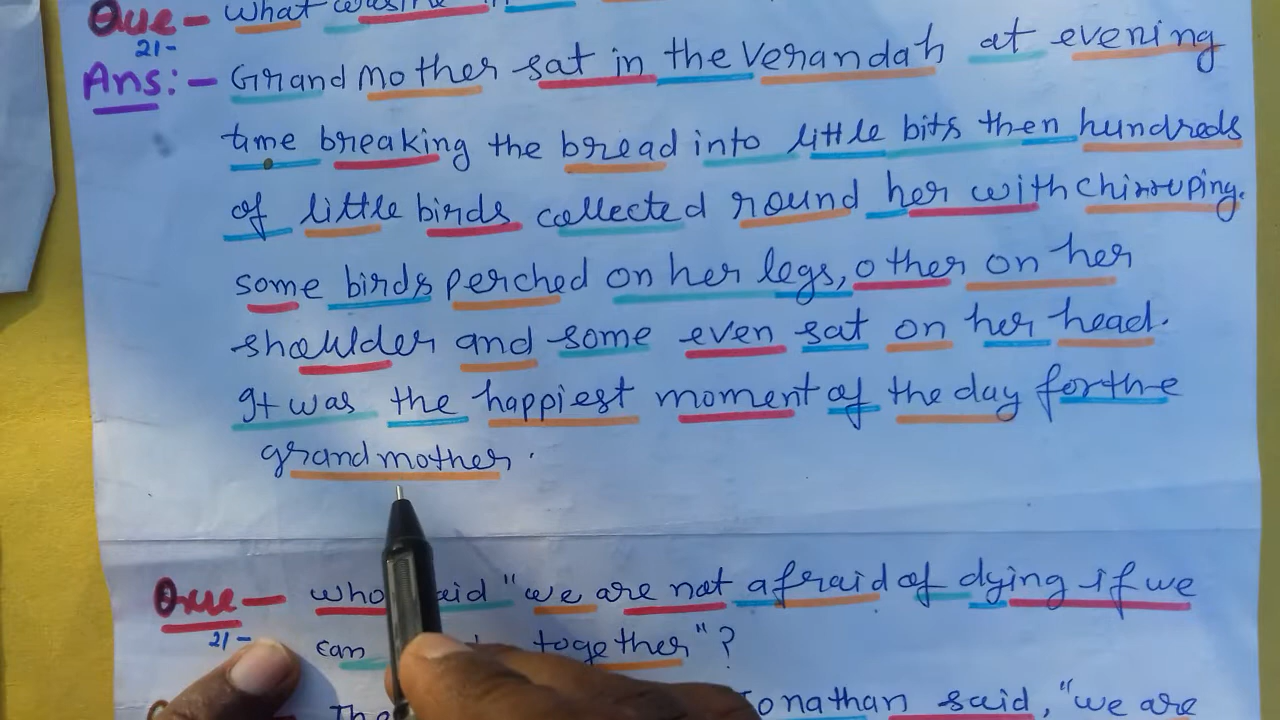 Que - What
21-
Ans:- Grandmother sat in the verandah at evening
time breaking the bread into little bits then hundreds
of little birds collected round her with chirruping.
some birds perched on her legs, other on her
shoulder and some even sat on her head.
It was the happiest moment of the day for the
grandmother.
Que - who said "we are not afraid of dying if we
21- can together"?
Jonathan said, "we are